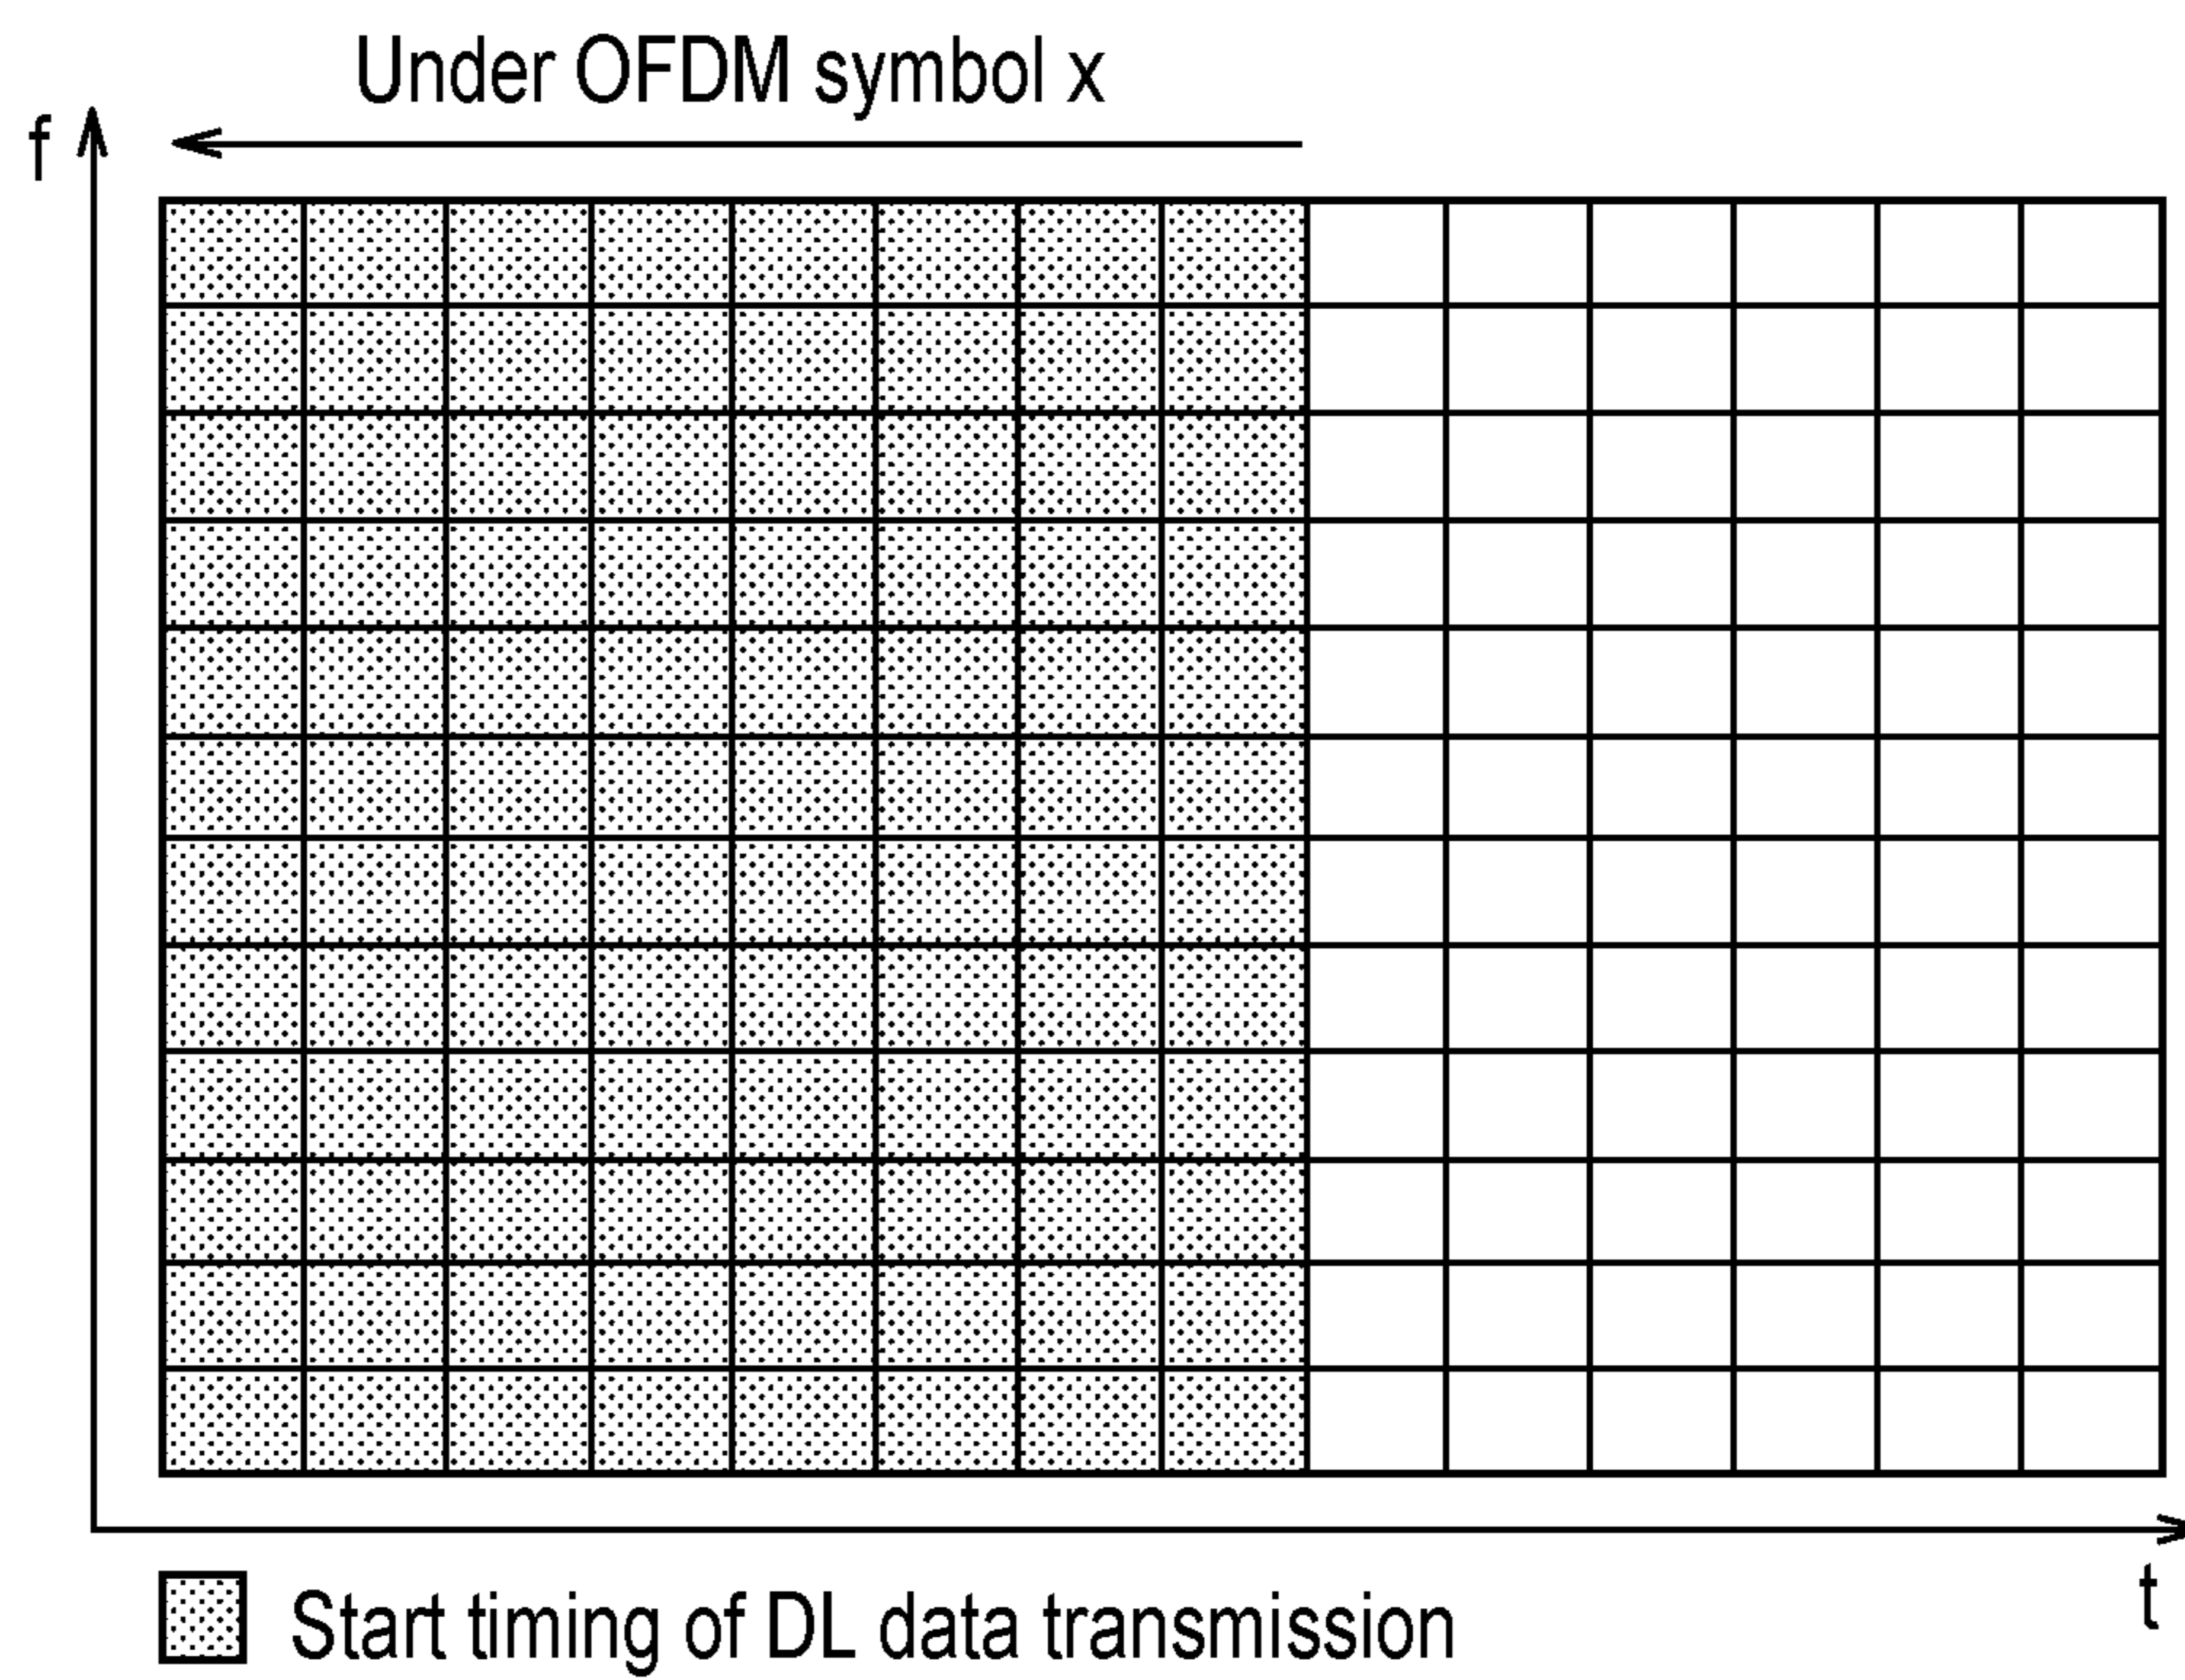 Under OFDM symbol x
f
t
Start timing of DL data transmission